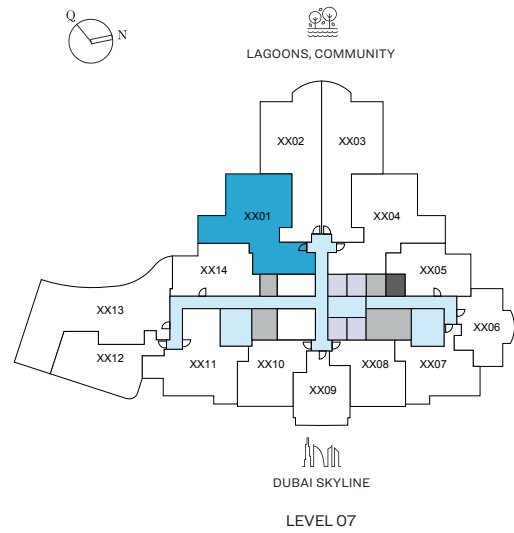 Q
N
LAGOONS, COMMUNITY
XX02
XX03
XX01
XX04
XX14
XX05
XX13
XX06
XX12
XX11
XX10
XX08
XX07
XX09
DUBAI SKYLINE
LEVEL 07